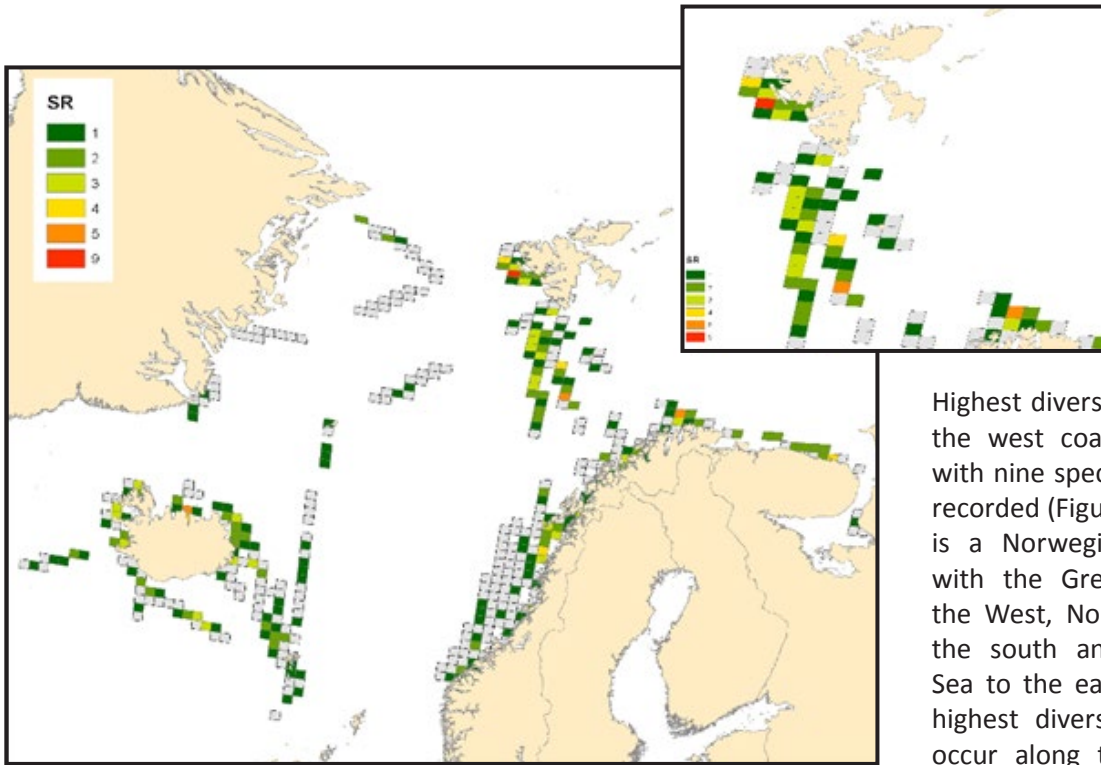 SR
1
2
3
4
5
9
SR
Highest divers
the west coa
with nine spec
recorded (Figu
is a Norwegi
with the Gre
the West, No
the south an
Sea to the ea
highest divers
occur along t